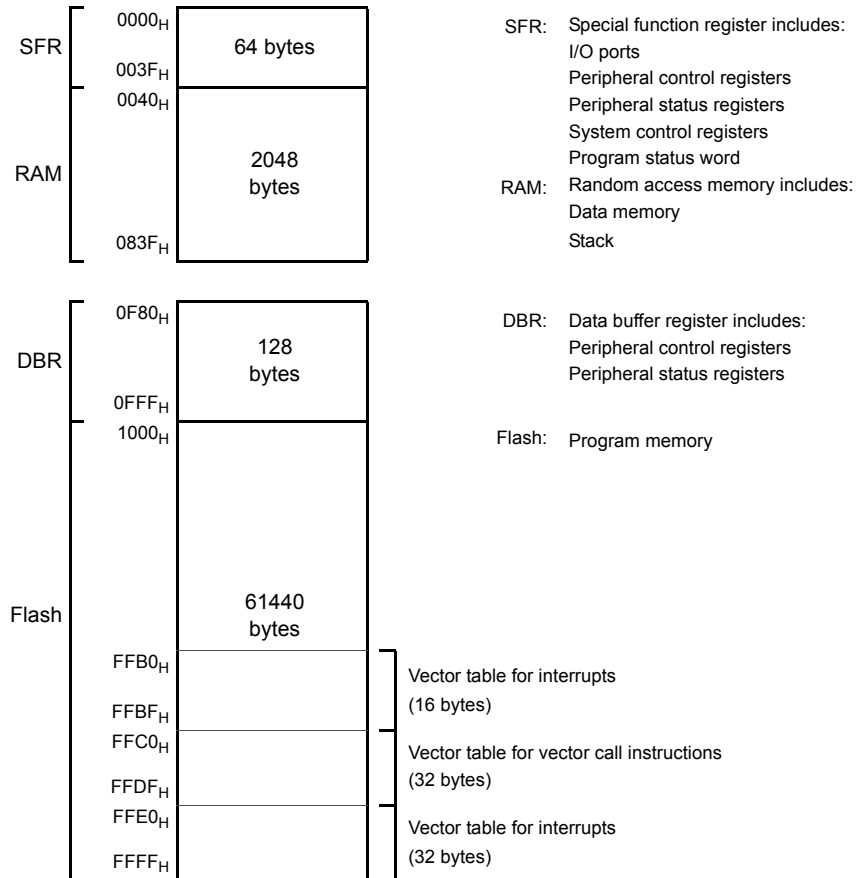 SFR
0000H
64 bytes
003FH
RAM
0040H
2048
bytes
083FH
SFR: Special function register includes:
I/O ports
Peripheral control registers
Peripheral status registers
System control registers
Program status word
RAM: Random access memory includes:
Data memory
Stack
DBR
0F80H
128
bytes
0FFFH
DBR: Data buffer register includes:
Peripheral control registers
Peripheral status registers
Flash
1000H
61440
bytes
Flash: Program memory
FFB0H
FFBFH
Vector table for interrupts
(16 bytes)
FFC0H
FFDFH
Vector table for vector call instructions
(32 bytes)
FFE0H
FFFFH
Vector table for interrupts
(32 bytes)